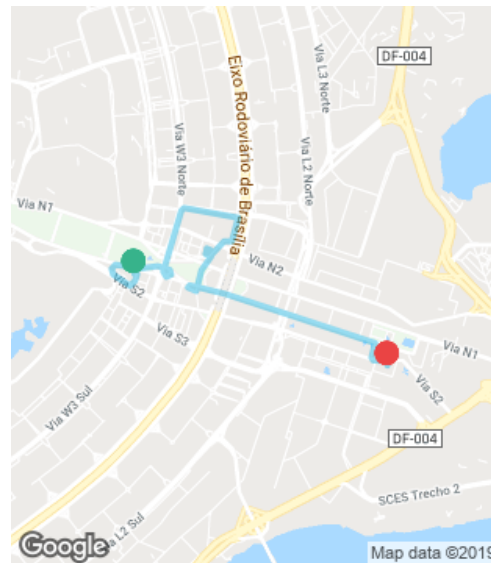 DF-004
Via L3 Norte
Eixo Rodoviário de Brasília
Via W3 Norte
Via L2 Norte
Via N1
Via N2
Via S2
Via S3
Via N1
Via S2
Via W3 Sul
DF-004
SCES Trecho 2
Via L2 Sul
Google
Map data ©2019